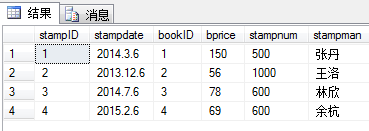 结果 消息
stampID stampdate bookID bprice stampnum stampman
1 1 2014.3.6 1 150 500 张丹
2 2 2013.12.6 2 56 1000 王洛
3 3 2014.7.6 3 78 600 林欣
4 4 2015.2.6 4 69 600 余杭